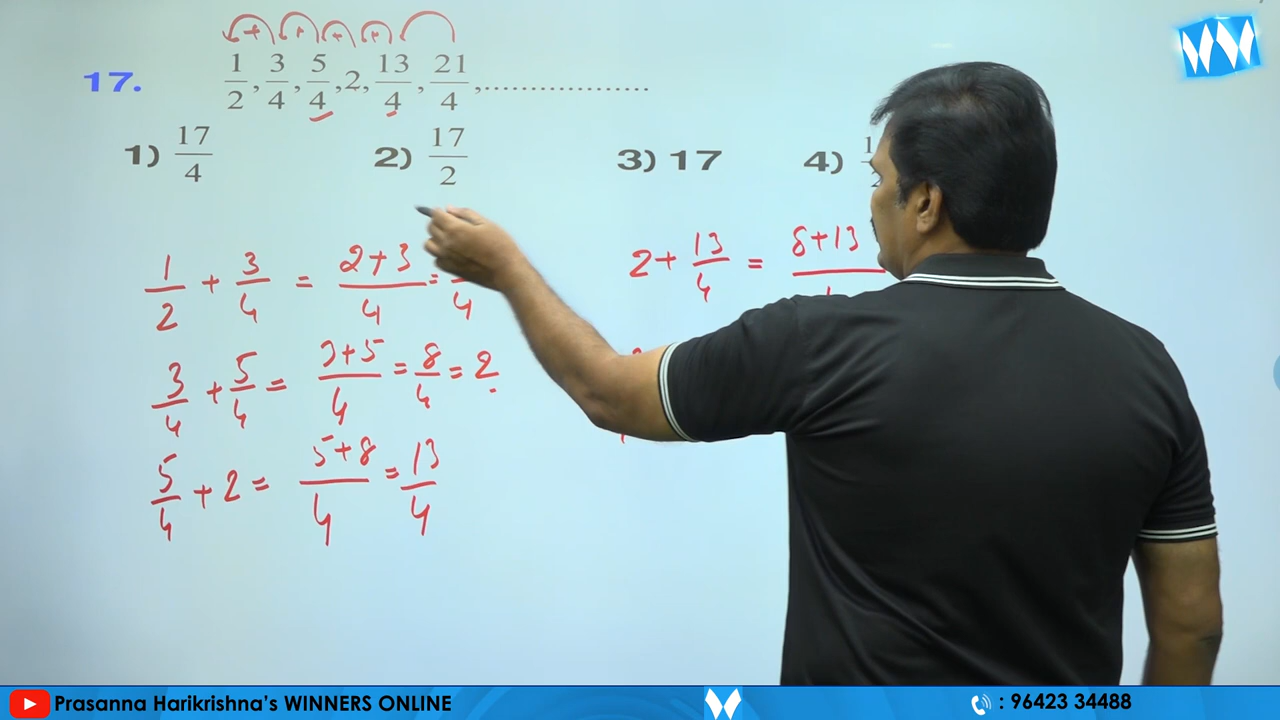 17. 1/2, 3/4, 5/4, 2, 13/4, 21/4, ..................
1) 17/4 2) 17/2 3) 17 4)
1/2 + 3/4 = (2+3)/4 =
3/4 + 5/4 = (3+5)/4 = 8/4 = 2
5/4 + 2 = (5+8)/4 = 13/4
2 + 13/4 = 8+13
Prasanna Harikrishna's WINNERS ONLINE
: 96423 34488